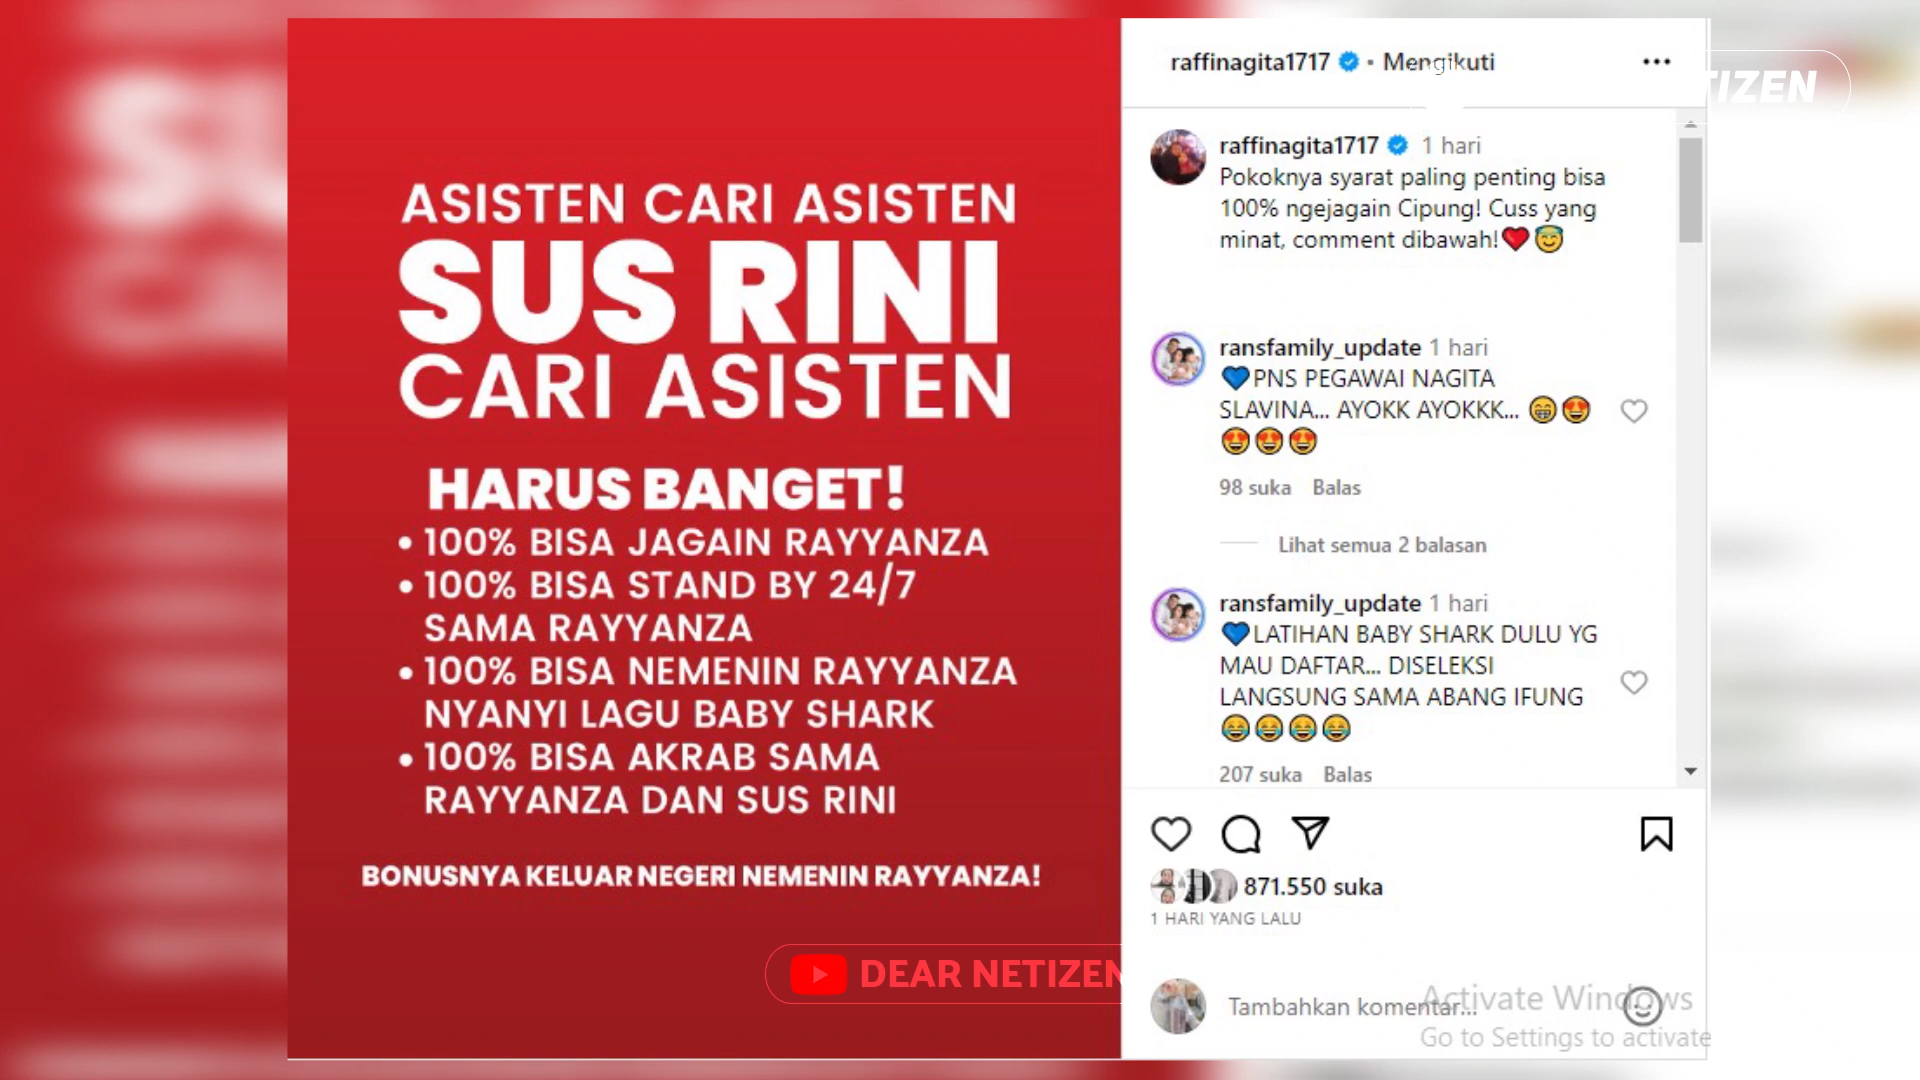 ASISTEN CARI ASISTEN
SUS RINI
CARI ASISTEN
HARUS BANGET!
• 100% BISA JAGAIN RAYYANZA
• 100% BISA STAND BY 24/7
SAMA RAYYANZA
• 100% BISA NEMENIN RAYYANZA
NYANYI LAGU BABY SHARK
• 100% BISA AKRAB SAMA
RAYYANZA DAN SUS RINI
BONUSNYA KELUAR NEGERI NEMENIN RAYYANZA!
DEAR NETIZEN
raffinagita1717 • Mengikuti
TIZEN
raffinagita1717 1 hari
Pokoknya syarat paling penting bisa
100% ngejagain Cipung! Cuss yang
minat, comment dibawah!❤️😇
ransfamily_update 1 hari
💙PNS PEGAWAI NAGITA
SLAVINA... AYOKK AYOKKK... 😁😍
😍😍😍
98 suka Balas
Lihat semua 2 balasan
ransfamily_update 1 hari
💙LATIHAN BABY SHARK DULU YG
MAU DAFTAR... DISELEKSI
LANGSUNG SAMA ABANG IFUNG
😂😂😂😂
207 suka Balas
871.550 suka
1 HARI YANG LALU
Tambahkan komentar...
Activate Windows
Go to Settings to activate